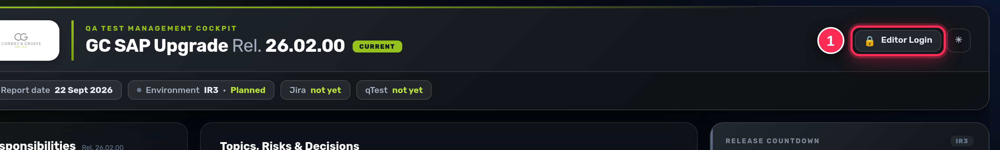 QA TEST MANAGEMENT COCKPIT
CG
CORDES & GRAEFE
GC SAP Upgrade Rel. 26.02.00 CURRENT
1
🔒 Editor Login
Report date 22 Sept 2026
Environment IR3 • Planned
Jira not yet
qTest not yet
sponsibilities Rel. 26.02.00
Topics, Risks & Decisions
RELEASE COUNTDOWN
IR3